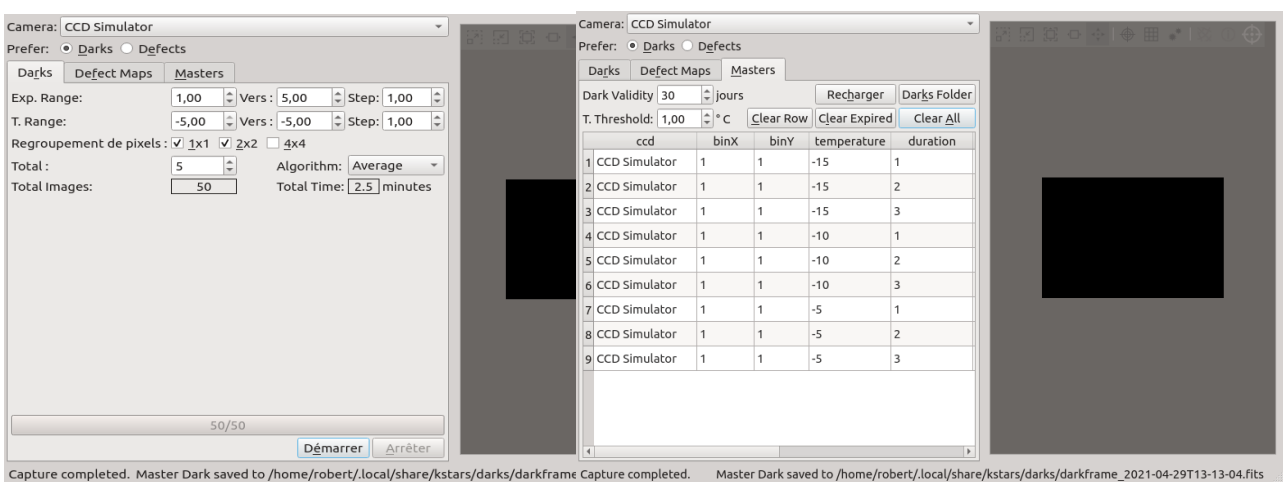 Camera: CCD Simulator
Prefer: Darks Defects
Darks Defect Maps Masters
Exp. Range: 1,00 Vers : 5,00 Step: 1,00
T. Range: -5,00 Vers : -5,00 Step: 1,00
Regroupement de pixels : 1x1 2x2 4x4
Total : 5 Algorithm: Average
Total Images: 50 Total Time: 2.5 minutes
50/50
Démarrer Arrêter
Capture completed. Master Dark saved to /home/robert/.local/share/kstars/darks/darkframe
Camera: CCD Simulator
Prefer: Darks Defects
Darks Defect Maps Masters
Dark Validity 30 jours Recharger Darks Folder
T. Threshold: 1,00 ° C Clear Row Clear Expired Clear All
ccd binX binY temperature duration
1 CCD Simulator 1 1 -15 1
2 CCD Simulator 1 1 -15 2
3 CCD Simulator 1 1 -15 3
4 CCD Simulator 1 1 -10 1
5 CCD Simulator 1 1 -10 2
6 CCD Simulator 1 1 -10 3
7 CCD Simulator 1 1 -5 1
8 CCD Simulator 1 1 -5 2
9 CCD Simulator 1 1 -5 3
Capture completed. Master Dark saved to /home/robert/.local/share/kstars/darks/darkframe_2021-04-29T13-13-04.fits